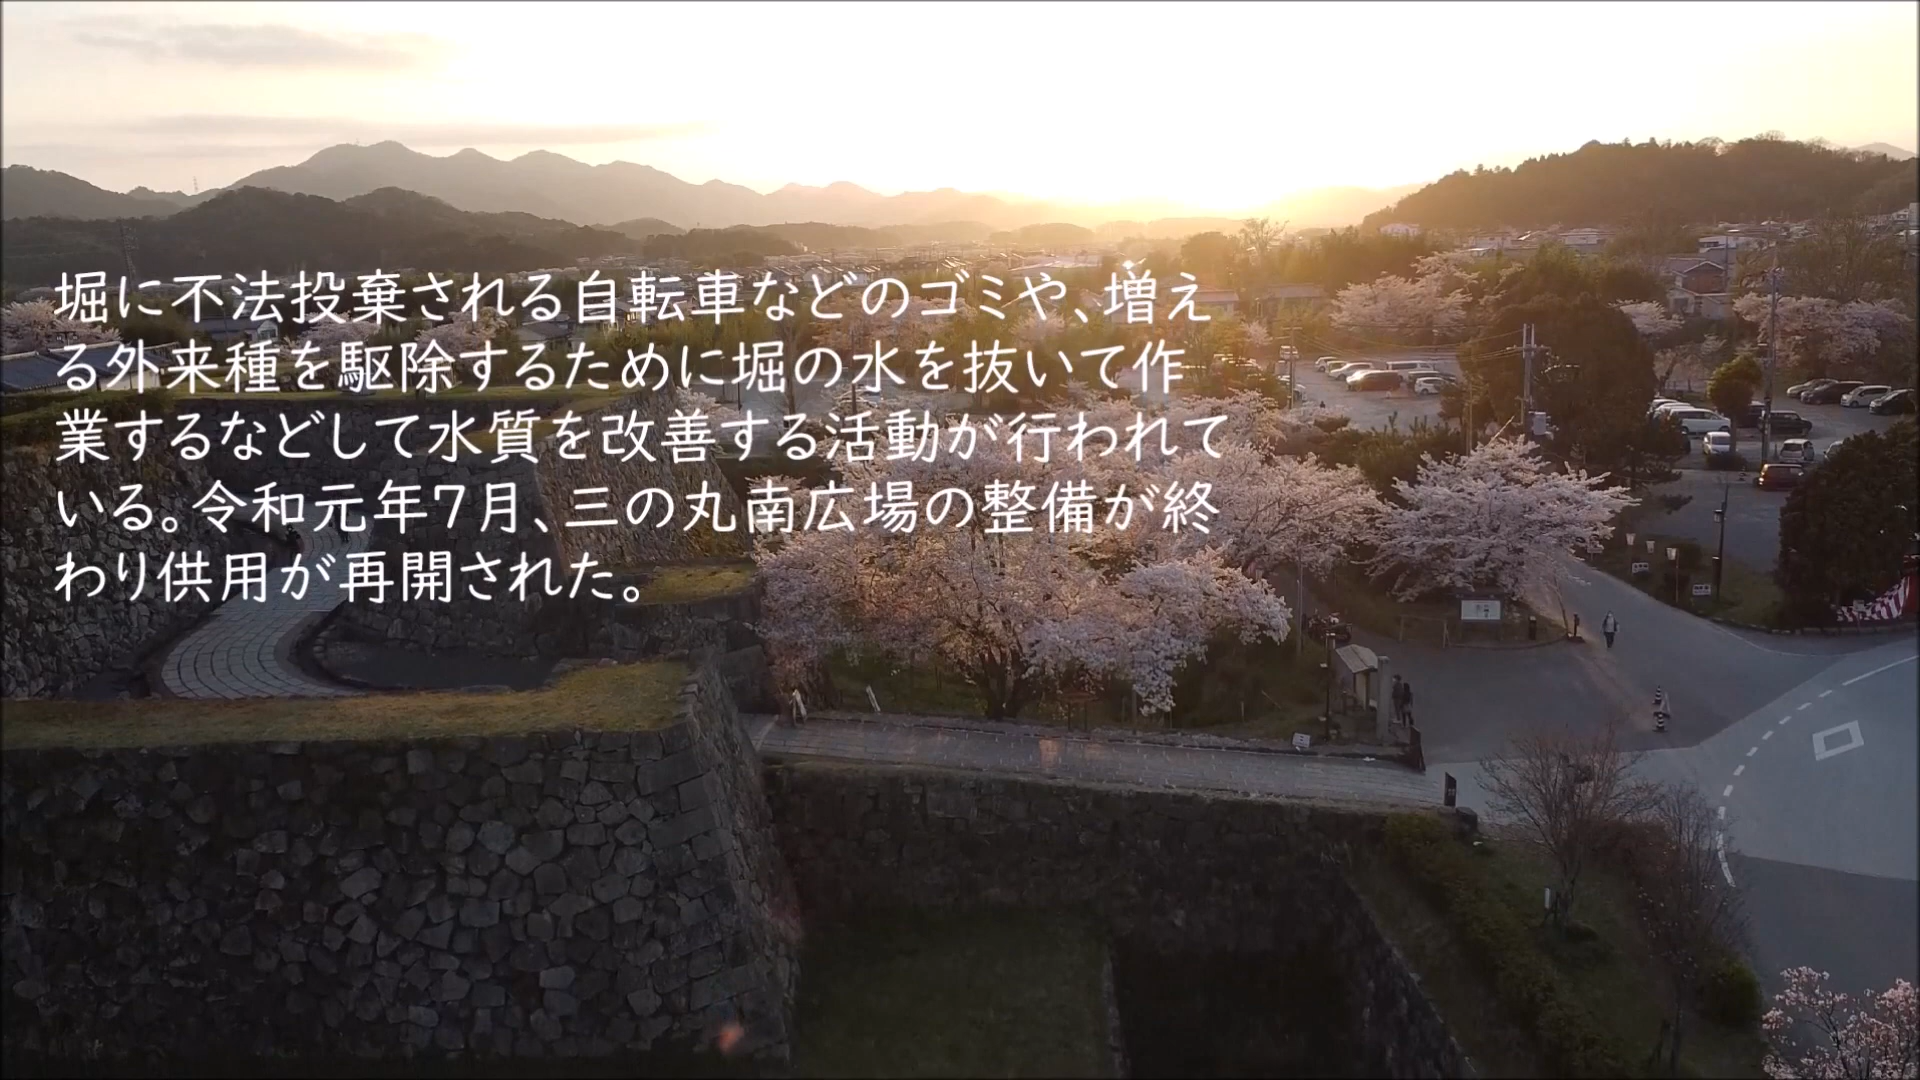 堀に不法投棄される自転車などのゴミや、増え
る外来種を駆除するために堀の水を抜いて作
業するなどして水質を改善する活動が行われて
いる。令和元年7月、三の丸南広場の整備が終
わり供用が再開された。